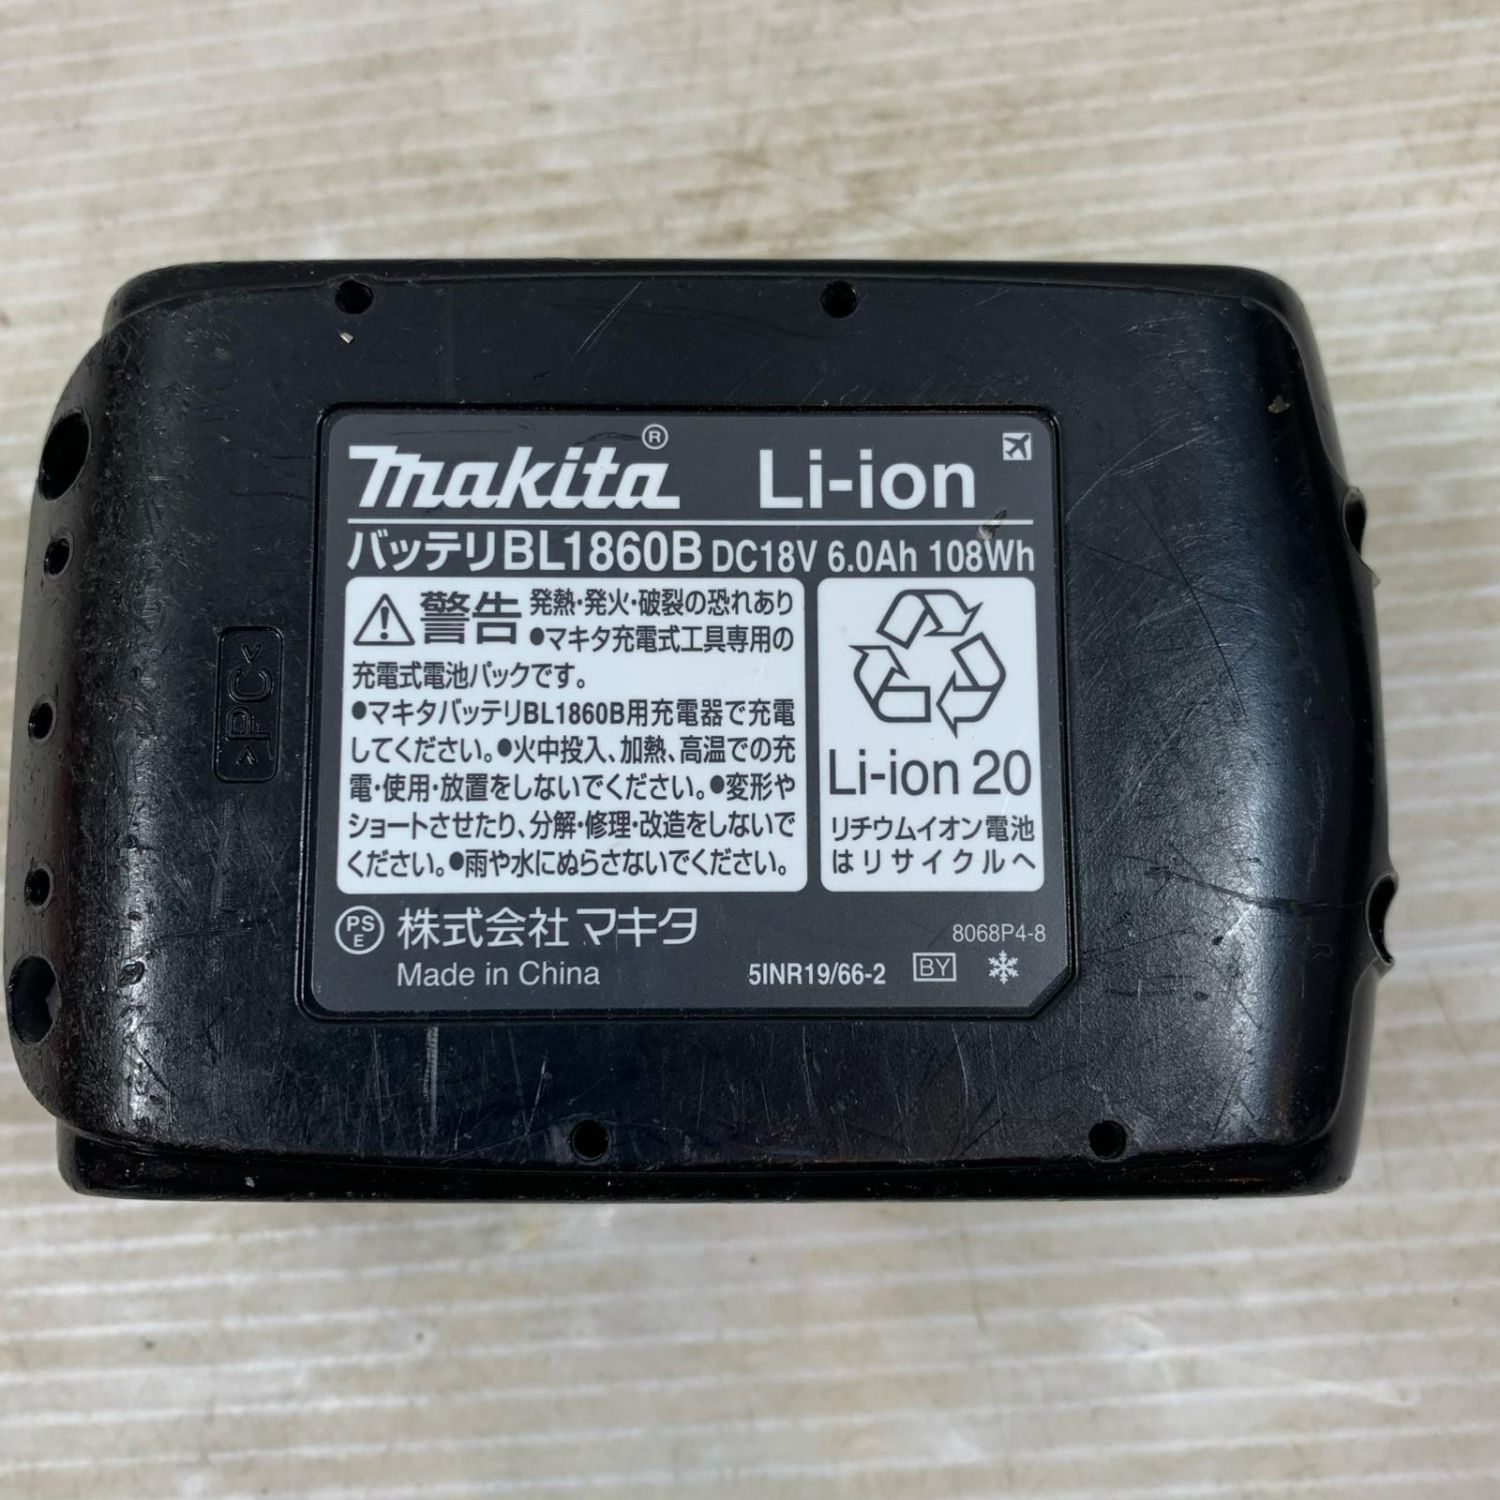 makita® Li-ion
バッテリBL1860B DC18V 6.0Ah 108Wh
警告 発熱・発火・破裂の恐れあり
●マキタ充電式工具専用の
充電式電池パックです。
●マキタバッテリBL1860B用充電器で充電
してください。●火中投入、加熱、高温での充
電・使用・放置をしないでください。●変形や
ショートさせたり、分解・修理・改造をしないで
ください。●雨や水にぬらさないでください。
Li-ion 20
リチウムイオン電池
はリサイクルへ
PS
E
株式会社マキタ
8068P4-8
Made in China
5INR19/66-2
BY
>PC<